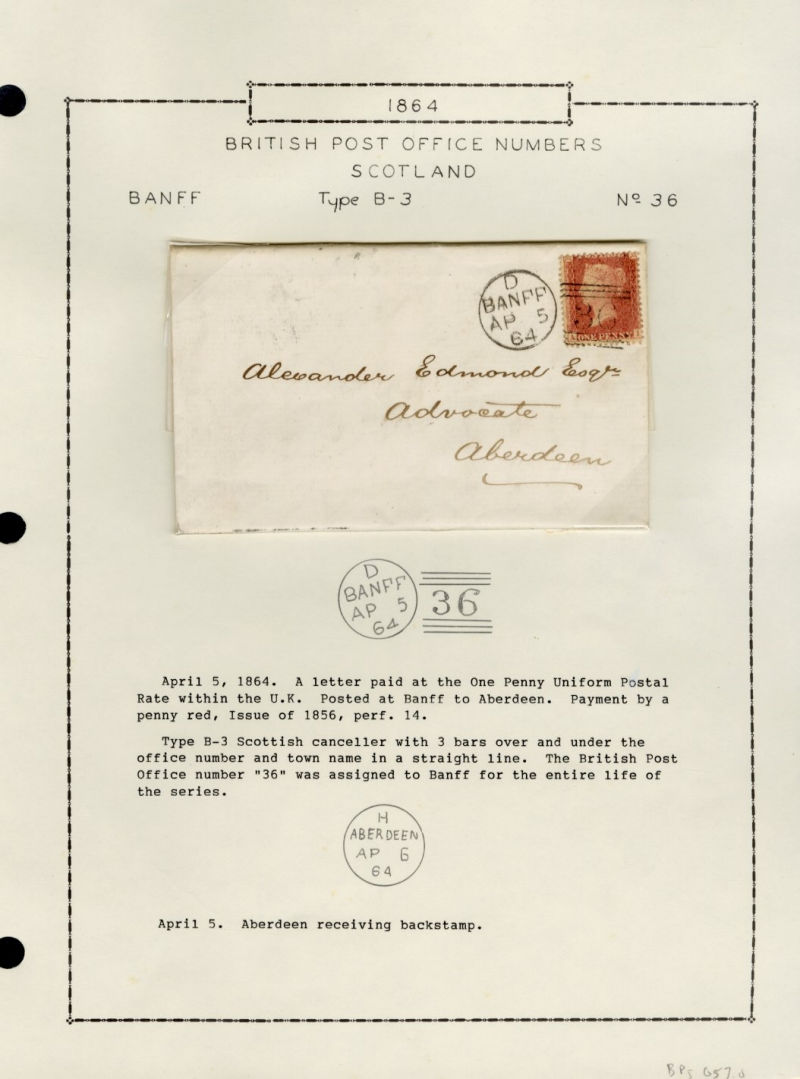 1864
BRITISH POST OFFICE NUMBERS
SCOTLAND
BANFF Type B-3 Nº 36
D
BANFF
AP 5
64
36
ONE PENNY
Alexander Edmond Esqr
Advocate
Aberdeen
D
BANFF
AP 5
64
36
April 5, 1864. A letter paid at the One Penny Uniform Postal
Rate within the U.K. Posted at Banff to Aberdeen. Payment by a
penny red, Issue of 1856, perf. 14.
Type B-3 Scottish canceller with 3 bars over and under the
office number and town name in a straight line. The British Post
Office number "36" was assigned to Banff for the entire life of
the series.
H
ABERDEEN
AP 6
64
April 5. Aberdeen receiving backstamp.